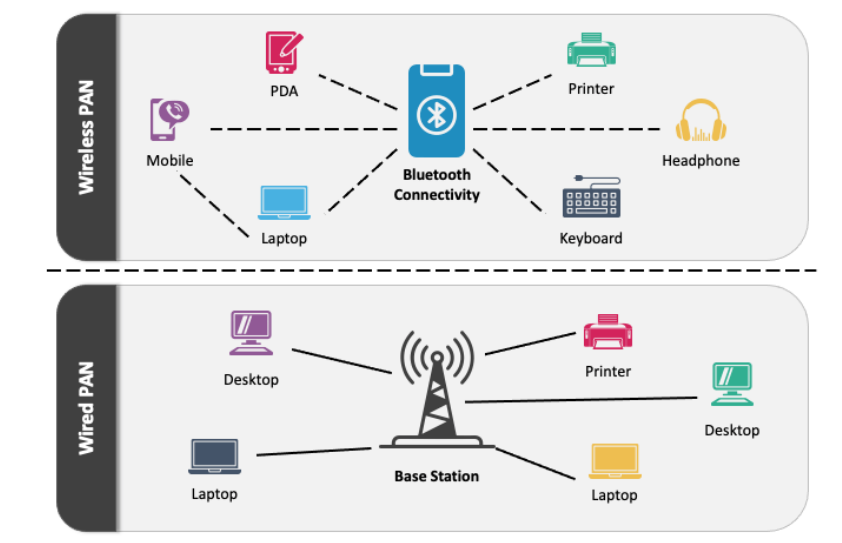 Wireless PAN
PDA
Printer
Mobile
Headphone
Bluetooth
Connectivity
Laptop
Keyboard
Wired PAN
Desktop
Printer
Desktop
Laptop
Base Station
Laptop